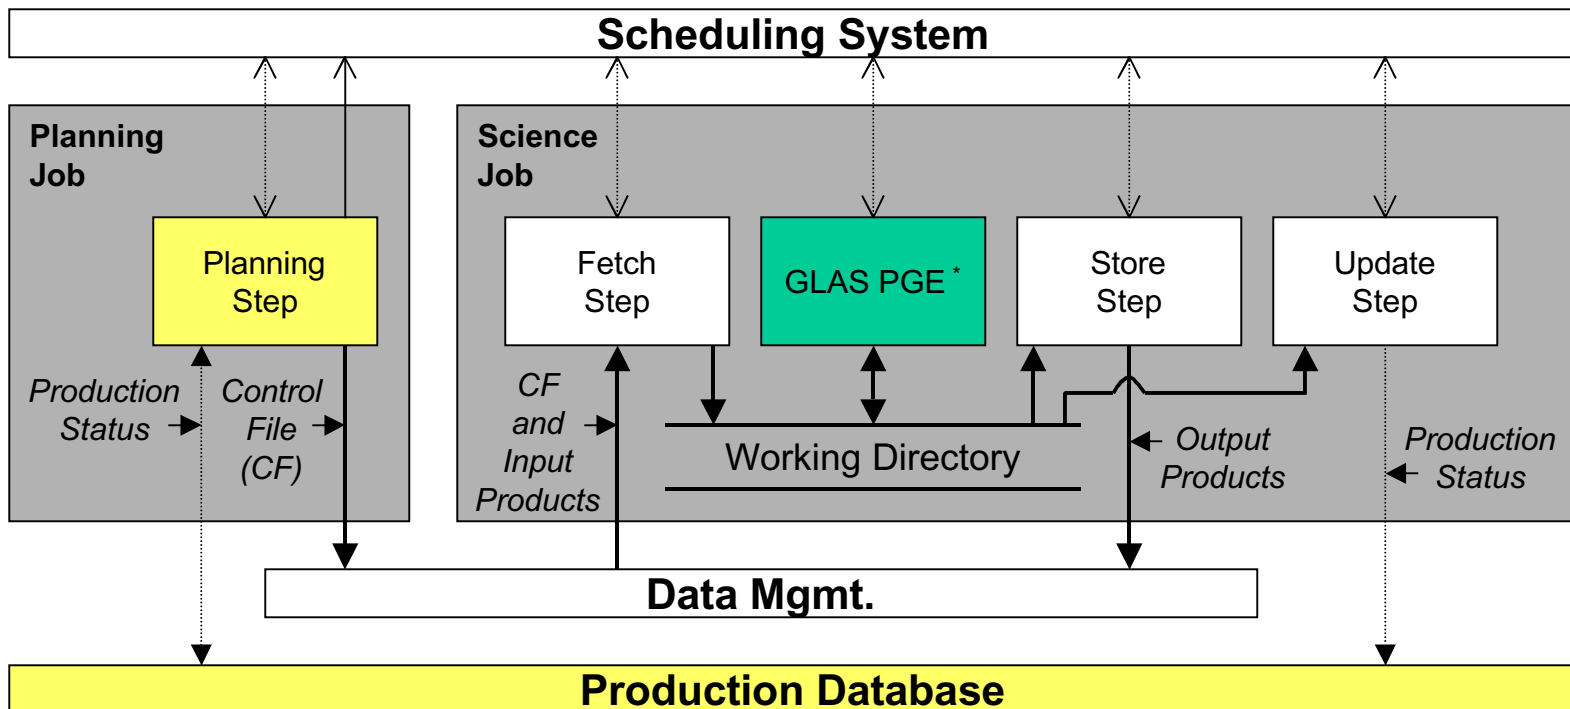 Scheduling System
Planning
Job
Science
Job
Planning
Step
Fetch
Step
GLAS PGE *
Store
Step
Update
Step
Production
Status
Control
File
(CF)
CF
and
Input
Products
Working Directory
Output
Products
Production
Status
Data Mgmt.
Production Database